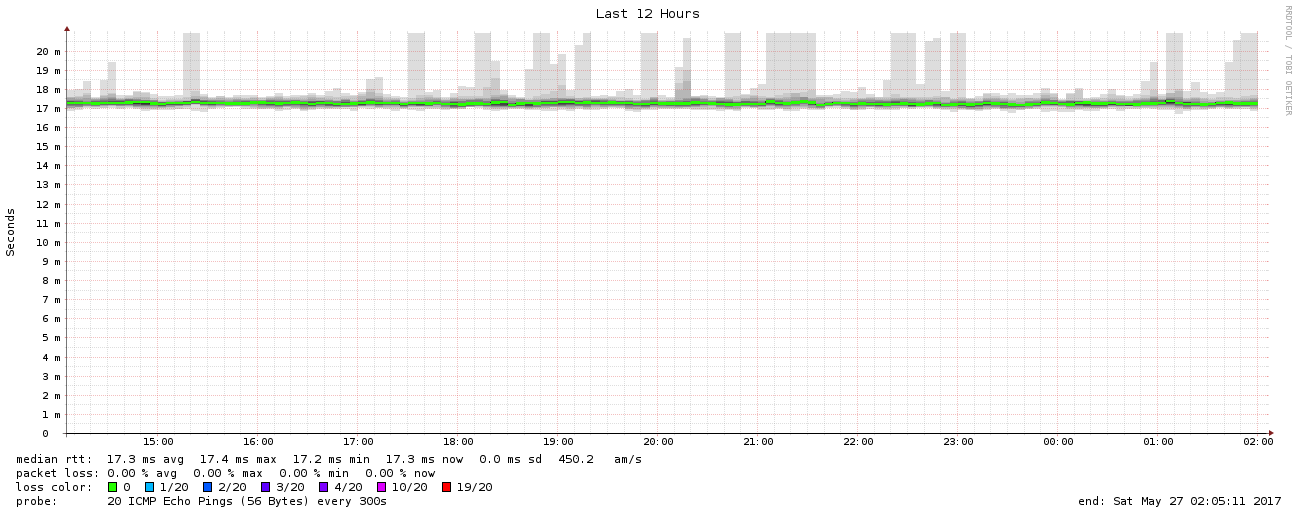 Last 12 Hours
RRDTOOL / TOBI OETIKER
Seconds
20 m
19 m
18 m
17 m
16 m
15 m
14 m
13 m
12 m
11 m
10 m
9 m
8 m
7 m
6 m
5 m
4 m
3 m
2 m
1 m
0
15:00 16:00 17:00 18:00 19:00 20:00 21:00 22:00 23:00 00:00 01:00 02:00
median rtt: 17.3 ms avg 17.4 ms max 17.2 ms min 17.3 ms now 0.0 ms sd 450.2 am/s
packet loss: 0.00 % avg 0.00 % max 0.00 % min 0.00 % now
loss color: 0 1/20 2/20 3/20 4/20 10/20 19/20
probe: 20 ICMP Echo Pings (56 Bytes) every 300s end: Sat May 27 02:05:11 2017